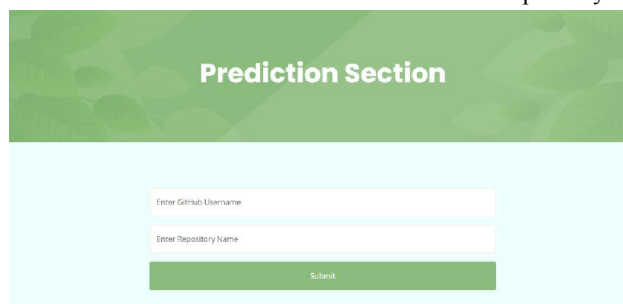 Prediction Section
Enter GitHub Username
Enter Repository Name
Submit